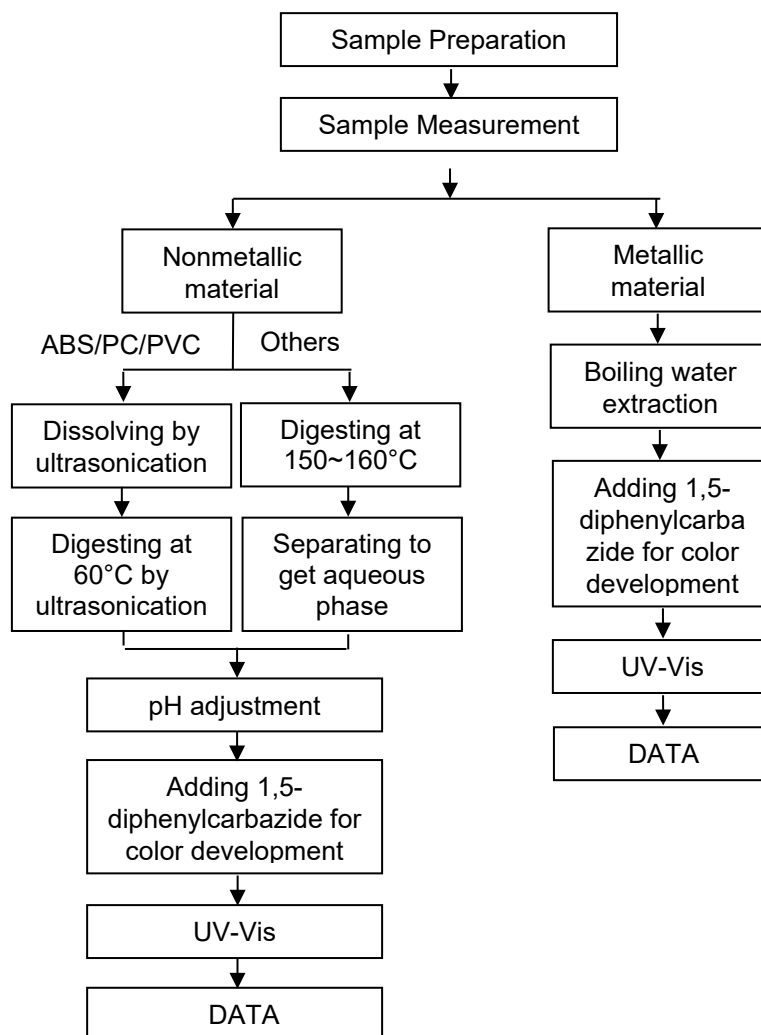 Sample Preparation
Sample Measurement
Nonmetallic
material
Metallic
material
ABS/PC/PVC
Others
Boiling water
extraction
Dissolving by
ultrasonication
Digesting at
150~160°C
Adding 1,5-
diphenylcarba
zide for color
development
Digesting at
60°C by
ultrasonication
Separating to
get aqueous
phase
UV-Vis
pH adjustment
DATA
Adding 1,5-
diphenylcarbazide for
color development
UV-Vis
DATA